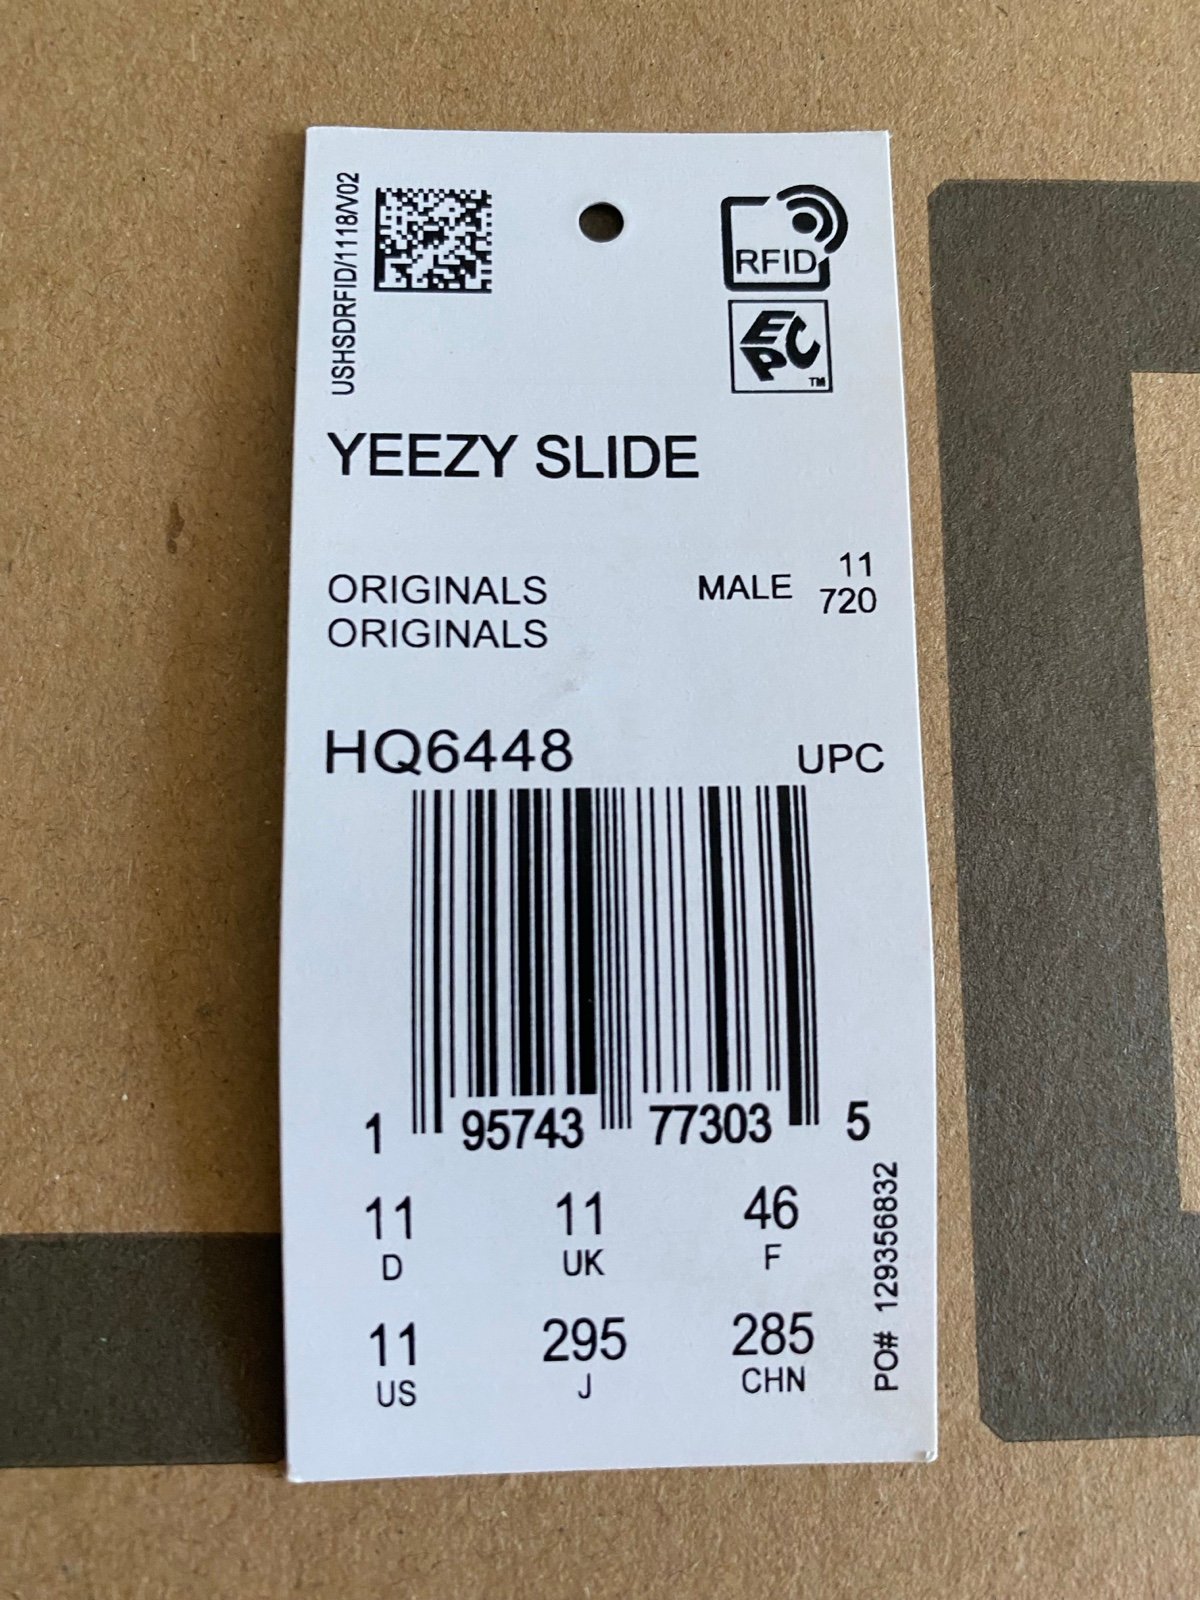 USHSDRFID/1118/V02
RFID
EPC
TM
YEEZY SLIDE
ORIGINALS
ORIGINALS
MALE
11
720
HQ6448
UPC
1 95743 77303 5
11 11 46
D UK F
11 295 285
US J CHN
PO# 129356832